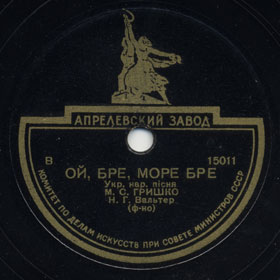 АПРЕЛЕВСКИЙ ЗАВОД
В 15011
ОЙ, БРЕ, МОРЕ БРЕ
Укр. нар. пісня
М. С. ГРИШКО
Н. Г. Вальтер
(ф-но)
КОМИТЕТ ПО ДЕЛАМ ИСКУССТВ ПРИ СОВЕТЕ МИНИСТРОВ СССР